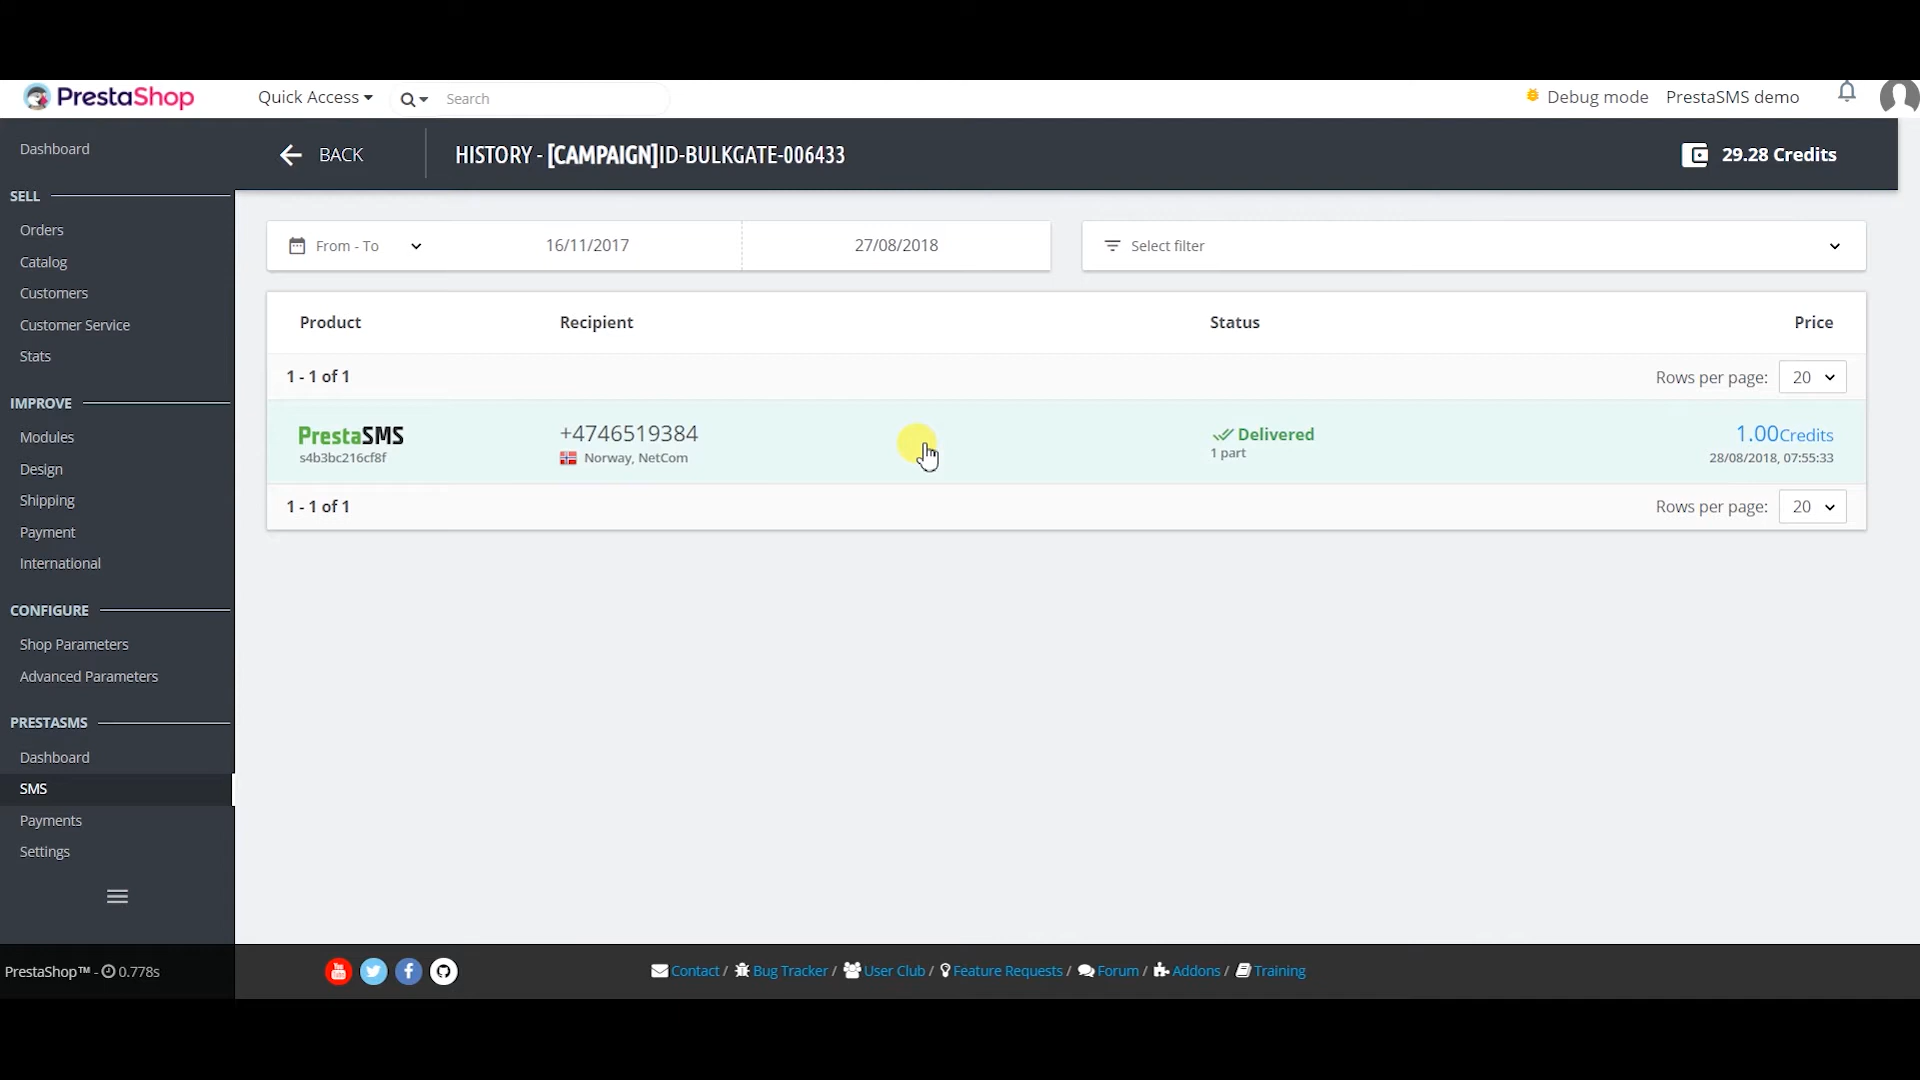 PrestaShop
Quick Access
Search
Debug mode
PrestaSMS demo
BACK
HISTORY - [CAMPAIGN]ID-BULKGATE-006433
29.28 Credits
Dashboard
SELL
Orders
Catalog
Customers
Customer Service
Stats
IMPROVE
Modules
Design
Shipping
Payment
International
CONFIGURE
Shop Parameters
Advanced Parameters
PRESTASMS
Dashboard
SMS
Payments
Settings
From - To
16/11/2017
27/08/2018
Select filter
Product
Recipient
Status
Price
1 - 1 of 1
Rows per page: 20
PrestaSMS
s4b3bc216cf8f
+4746519384
Norway, NetCom
Delivered
1 part
1.00Credits
28/08/2018, 07:55:33
1 - 1 of 1
Rows per page: 20
PrestaShop™ - 0.778s
You
Contact / Bug Tracker / User Club / Feature Requests / Forum / Addons / Training